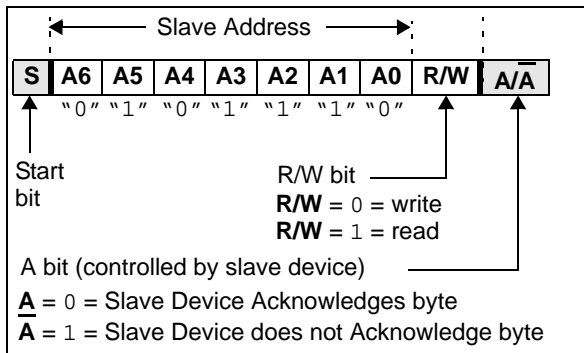 Slave Address
S A6 A5 A4 A3 A2 A1 A0 R/W A/A̅
“0” “1” “0” “1” “1” “1” “0”
Start
bit
R/W bit
R/W = 0 = write
R/W = 1 = read
A bit (controlled by slave device)
A = 0 = Slave Device Acknowledges byte
A̅ = 1 = Slave Device does not Acknowledge byte